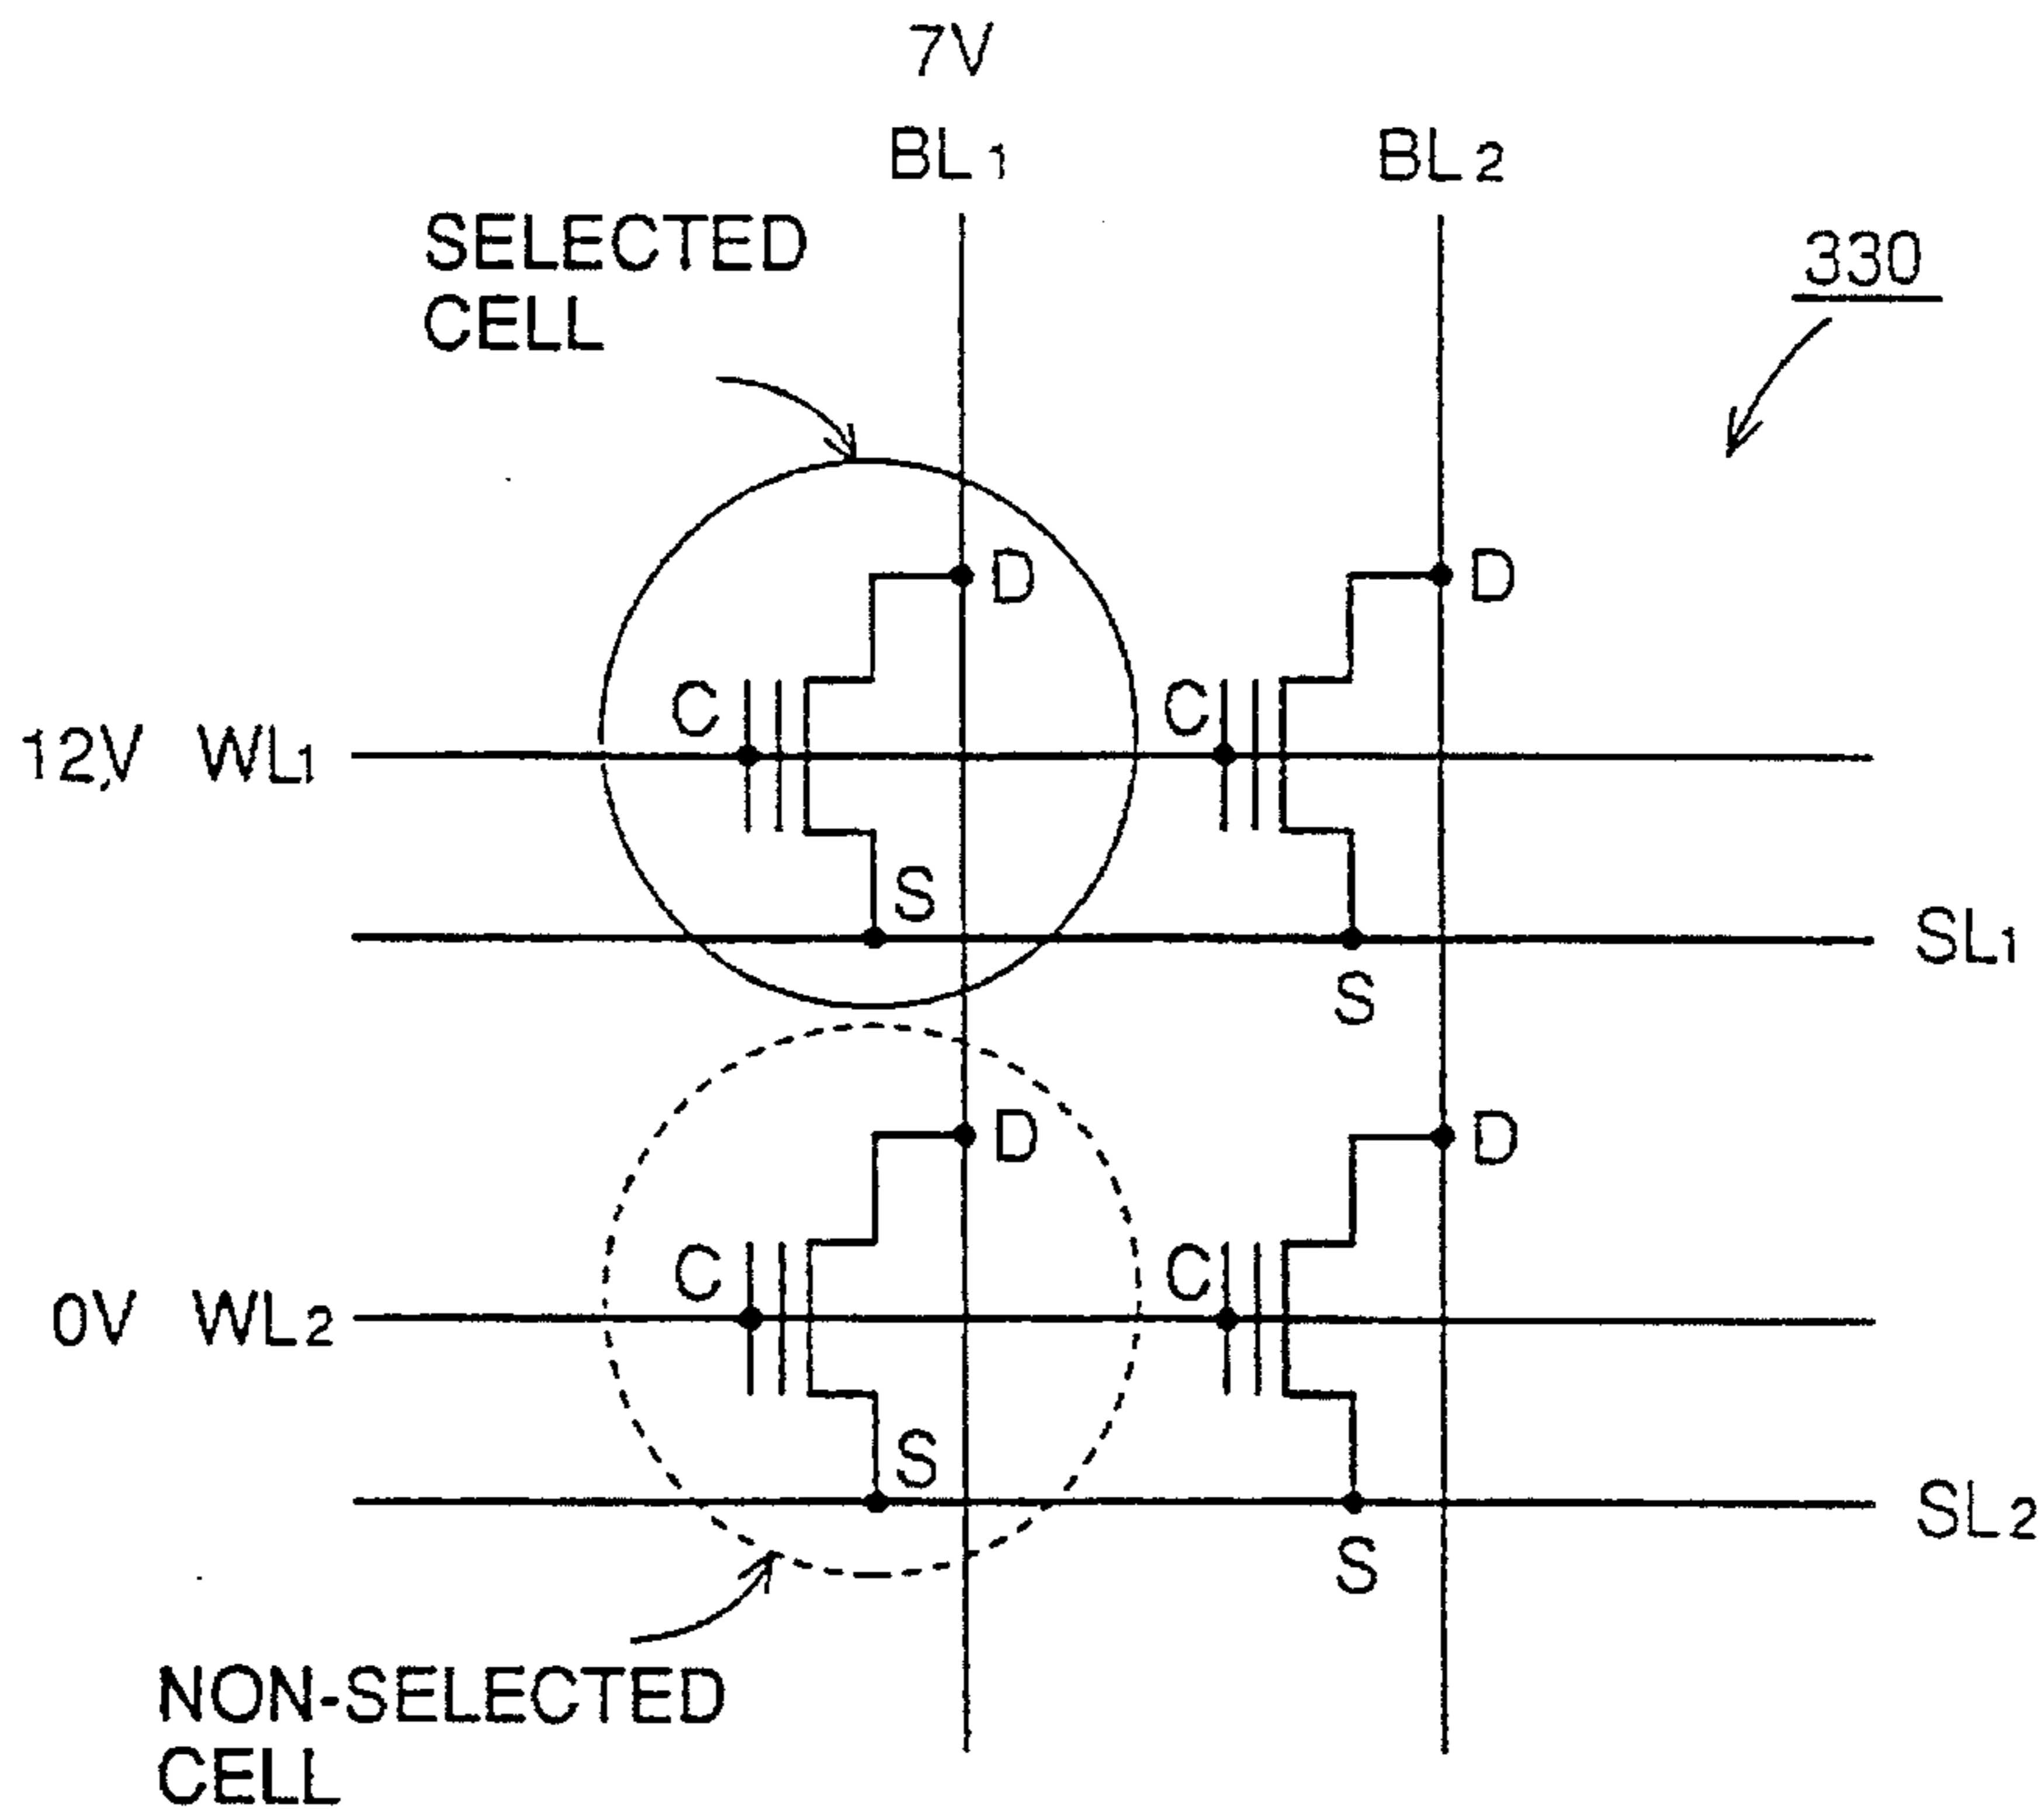 7V
BL1
BL2
SELECTED
CELL
330
D
D
C
C
12V WL1
S
SL1
S
D
D
C
C
0V WL2
S
SL2
S
NON-SELECTED
CELL